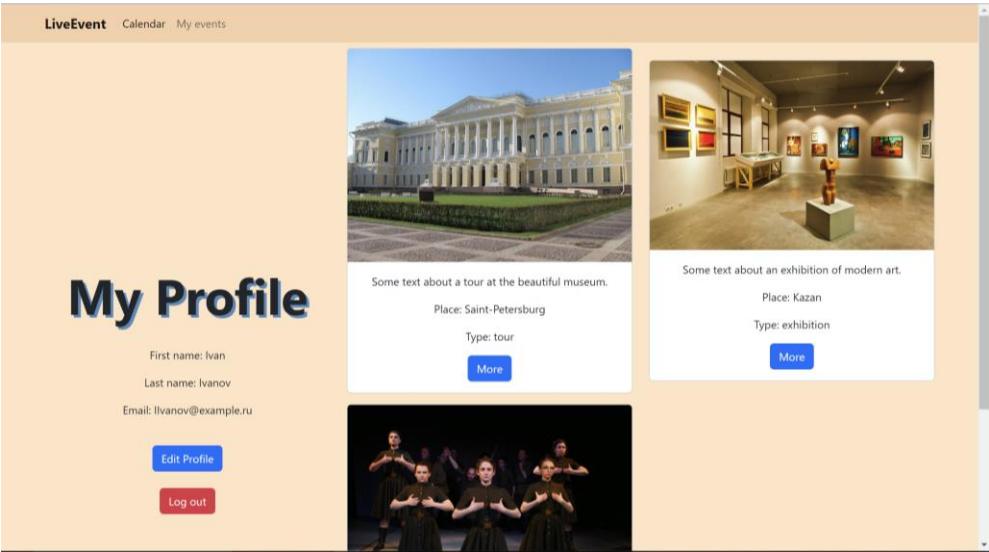 LiveEvent Calendar My events
My Profile
First name: Ivan
Last name: Ivanov
Email: IIvanov@example.ru
Edit Profile
Log out
Some text about a tour at the beautiful museum.
Place: Saint-Petersburg
Type: tour
More
Some text about an exhibition of modern art.
Place: Kazan
Type: exhibition
More